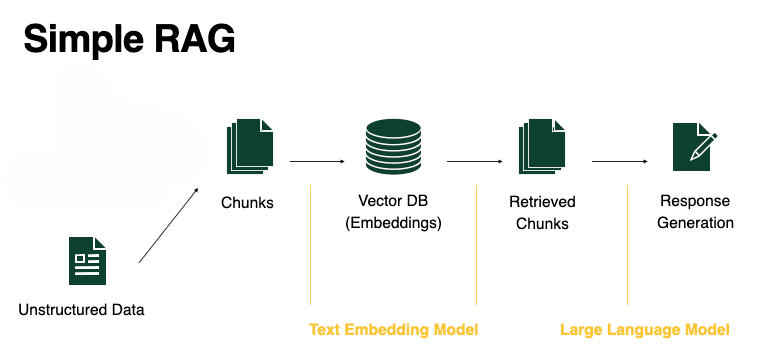 Simple RAG
Chunks
Vector DB
(Embeddings)
Retrieved
Chunks
Response
Generation
Unstructured Data
Text Embedding Model
Large Language Model